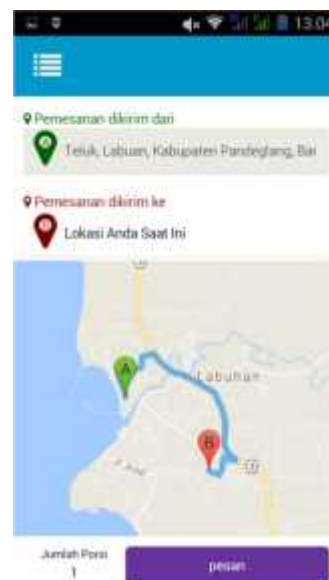 13.04
Pemesanan dikirim dari
A
Teluk, Labuan, Kabupaten Pandeglang, Ban
Pemesanan dikirim ke
Lokasi Anda Saat Ini
A
Labuhan
B
Jumlah Porsi
1
pesan